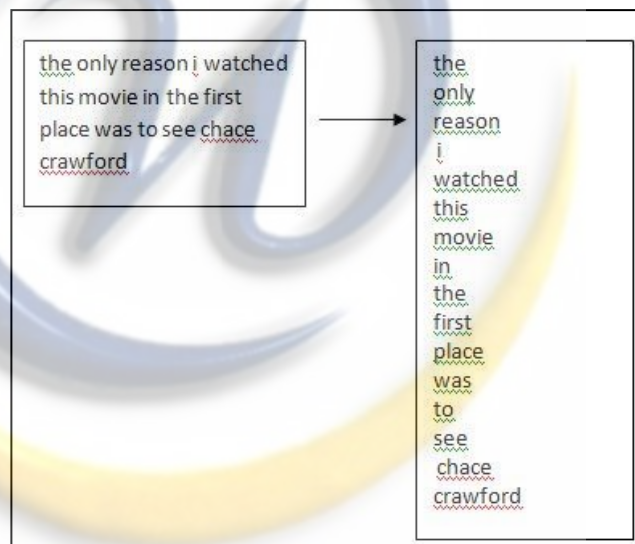 the only reason i watched
this movie in the first
place was to see chace
crawford
the
only
reason
i
watched
this
movie
in
the
first
place
was
to
see
chace
crawford